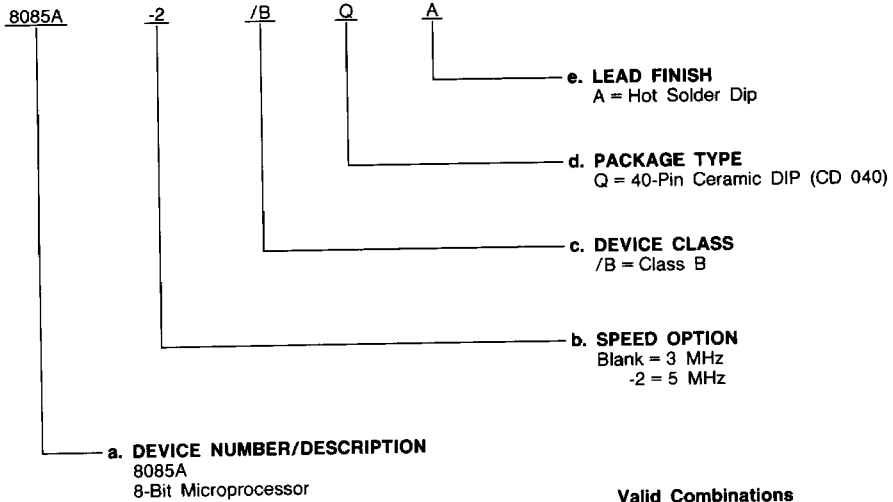 8085A -2 /B Q A
e. LEAD FINISH
A = Hot Solder Dip
d. PACKAGE TYPE
Q = 40-Pin Ceramic DIP (CD 040)
c. DEVICE CLASS
/B = Class B
b. SPEED OPTION
Blank = 3 MHz
-2 = 5 MHz
a. DEVICE NUMBER/DESCRIPTION
8085A
8-Bit Microprocessor
Valid Combinations